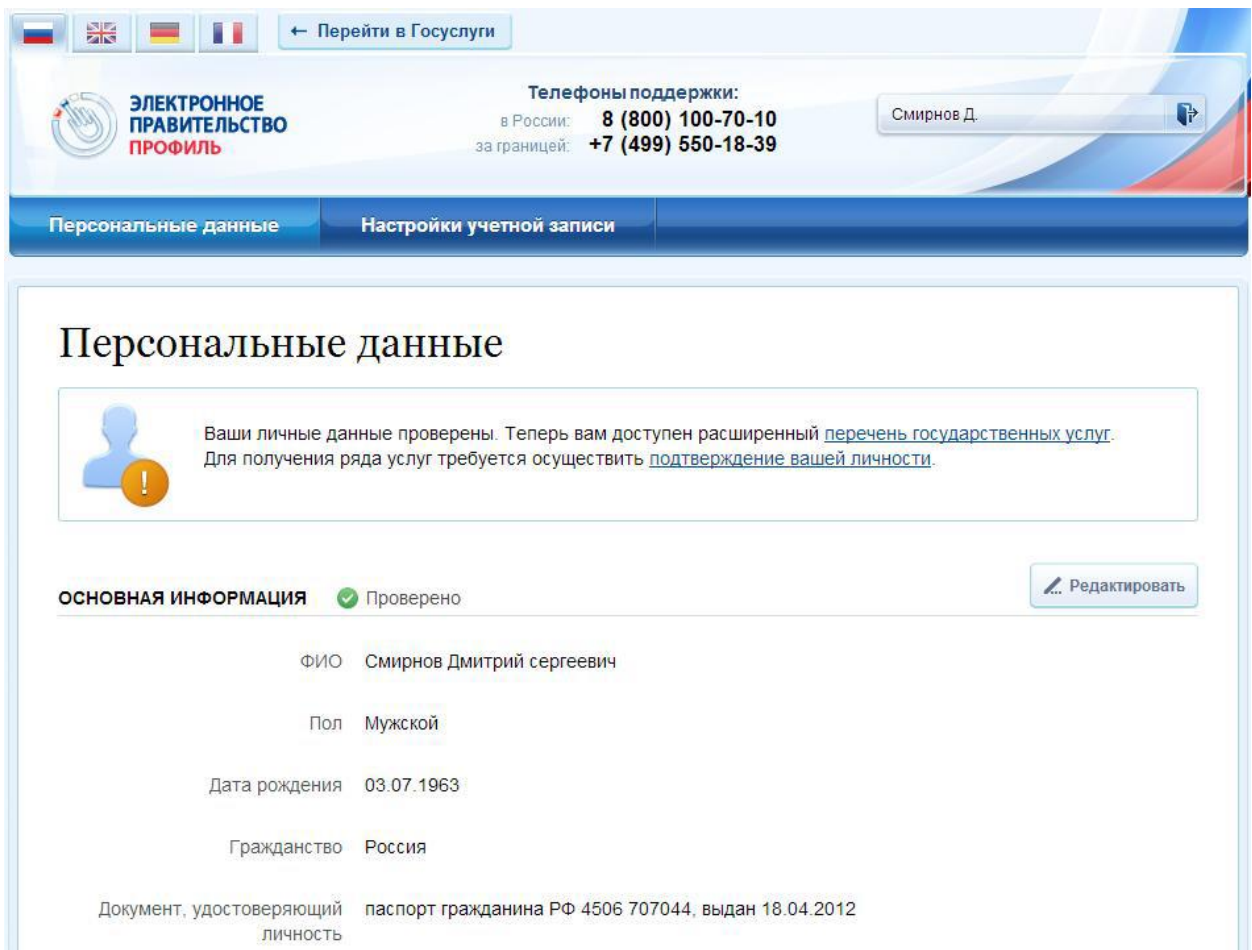 ← Перейти в Госуслуги
ЭЛЕКТРОННОЕ
ПРАВИТЕЛЬСТВО
ПРОФИЛЬ
Телефоны поддержки:
в России: 8 (800) 100-70-10
за границей: +7 (499) 550-18-39
Смирнов Д.
Персональные данные
Настройки учетной записи
Персональные данные
Ваши личные данные проверены. Теперь вам доступен расширенный перечень государственных услуг.
Для получения ряда услуг требуется осуществить подтверждение вашей личности.
ОСНОВНАЯ ИНФОРМАЦИЯ Проверено
Редактировать
ФИО Смирнов Дмитрий сергеевич
Пол Мужской
Дата рождения 03.07.1963
Гражданство Россия
Документ, удостоверяющий паспорт гражданина РФ 4506 707044, выдан 18.04.2012
личность